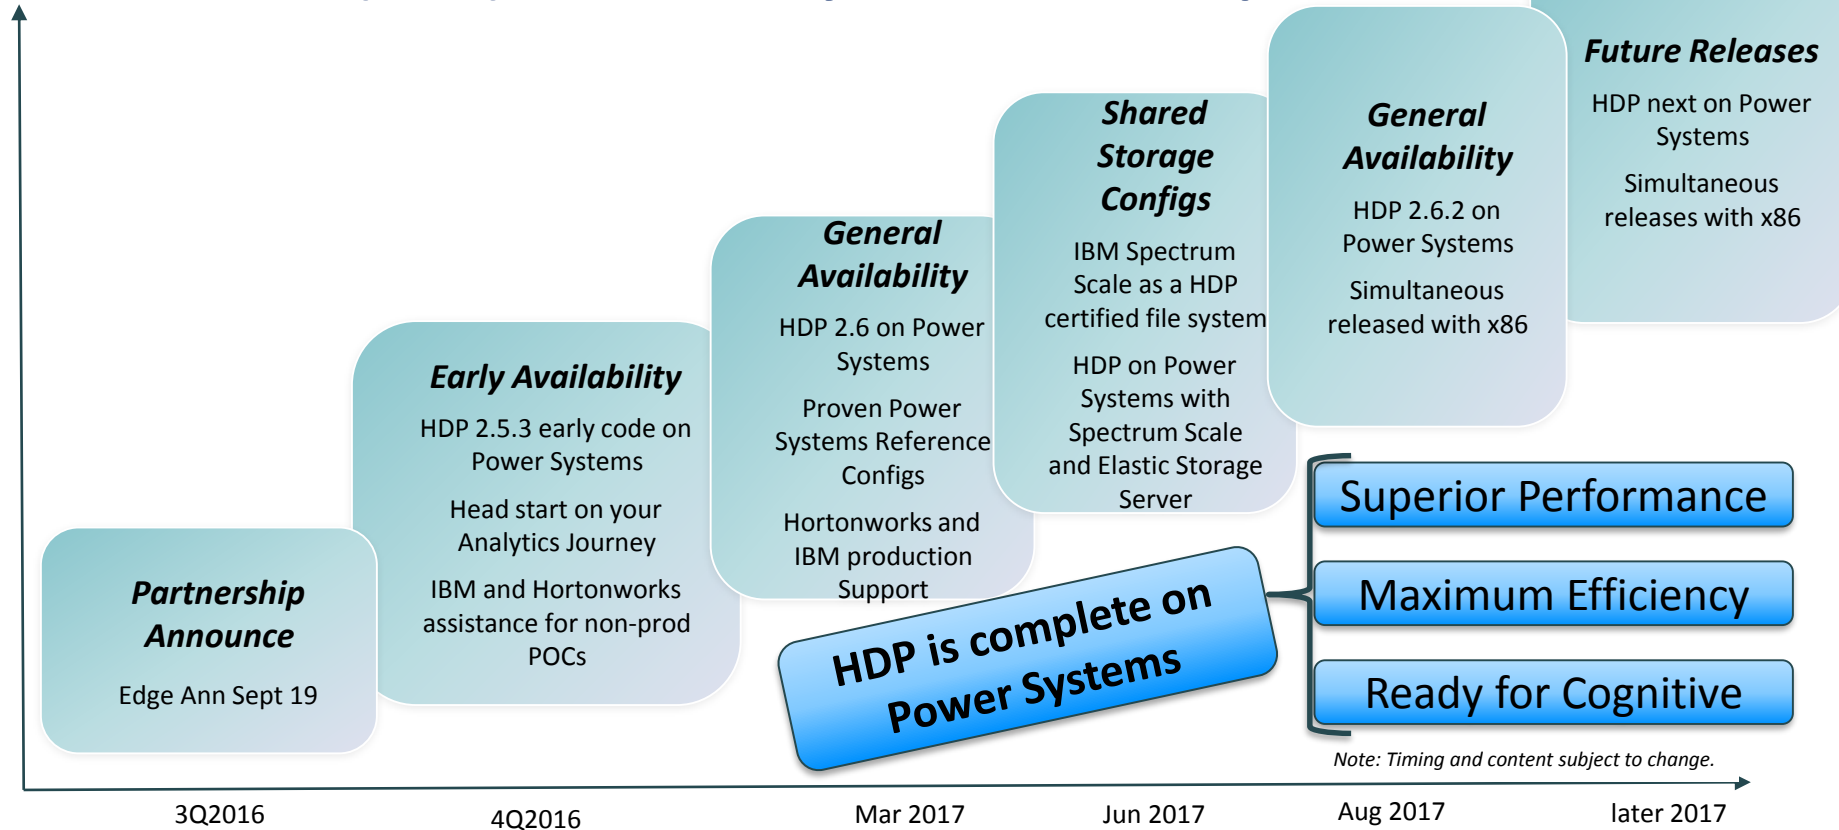 Partnership
Announce
Edge Ann Sept 19
Early Availability
HDP 2.5.3 early code on
Power Systems
Head start on your
Analytics Journey
IBM and Hortonworks
assistance for non-prod
POCs
General
Availability
HDP 2.6 on Power
Systems
Proven Power
Systems Reference
Configs
Hortonworks and
IBM production
Support
Shared
Storage
Configs
IBM Spectrum
Scale as a HDP
certified file system
HDP on Power
Systems with
Spectrum Scale
and Elastic Storage
Server
General
Availability
HDP 2.6.2 on
Power Systems
Simultaneous
released with x86
Future Releases
HDP next on Power
Systems
Simultaneous
releases with x86
HDP is complete on
Power Systems
Superior Performance
Maximum Efficiency
Ready for Cognitive
Note: Timing and content subject to change.
3Q2016
4Q2016
Mar 2017
Jun 2017
Aug 2017
later 2017